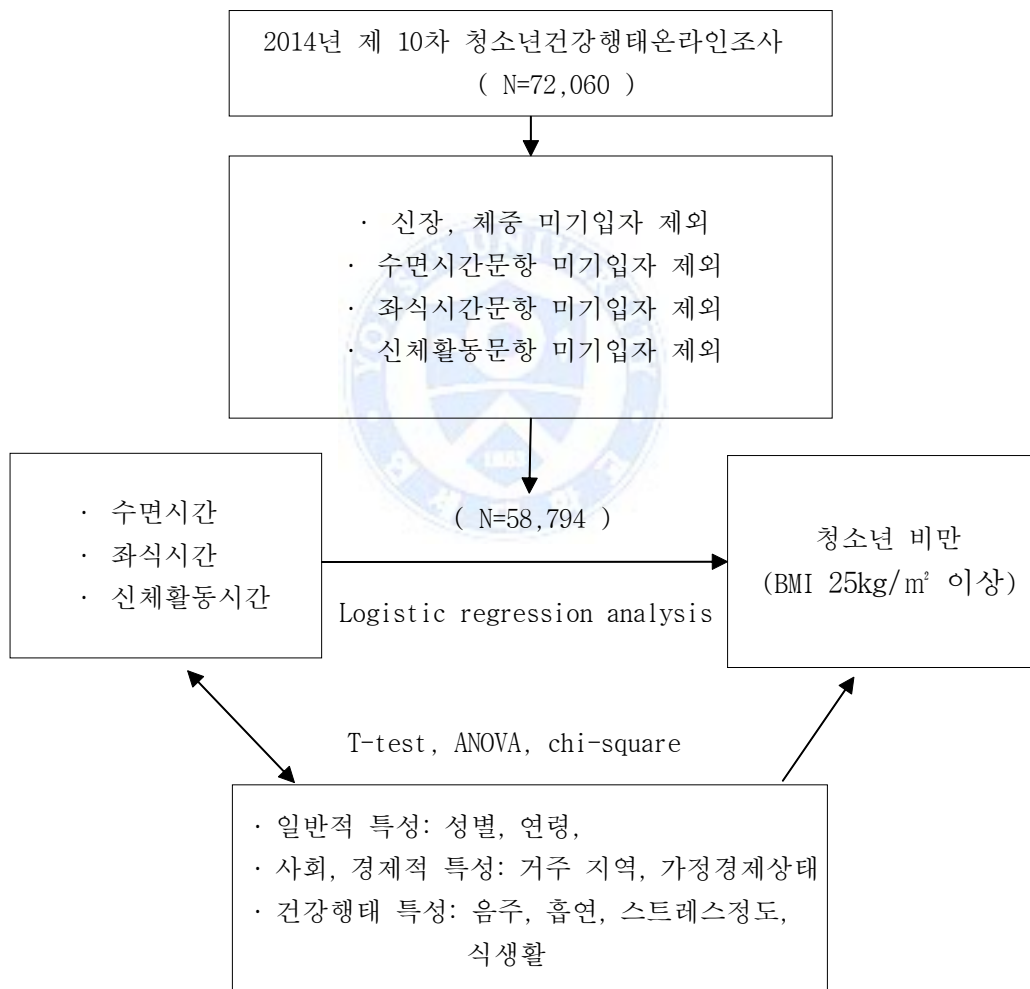 2014년 제 10차 청소년건강행태온라인조사
( N=72,060 )
· 신장, 체중 미기입자 제외
· 수면시간문항 미기입자 제외
· 좌식시간문항 미기입자 제외
· 신체활동문항 미기입자 제외
YONSEI UNIVERSITY
1885
( N=58,794 )
· 수면시간
· 좌식시간
· 신체활동시간
Logistic regression analysis
청소년 비만
(BMI 25kg/㎡ 이상)
T-test, ANOVA, chi-square
· 일반적 특성: 성별, 연령,
· 사회, 경제적 특성: 거주 지역, 가정경제상태
· 건강행태 특성: 음주, 흡연, 스트레스정도,
식생활